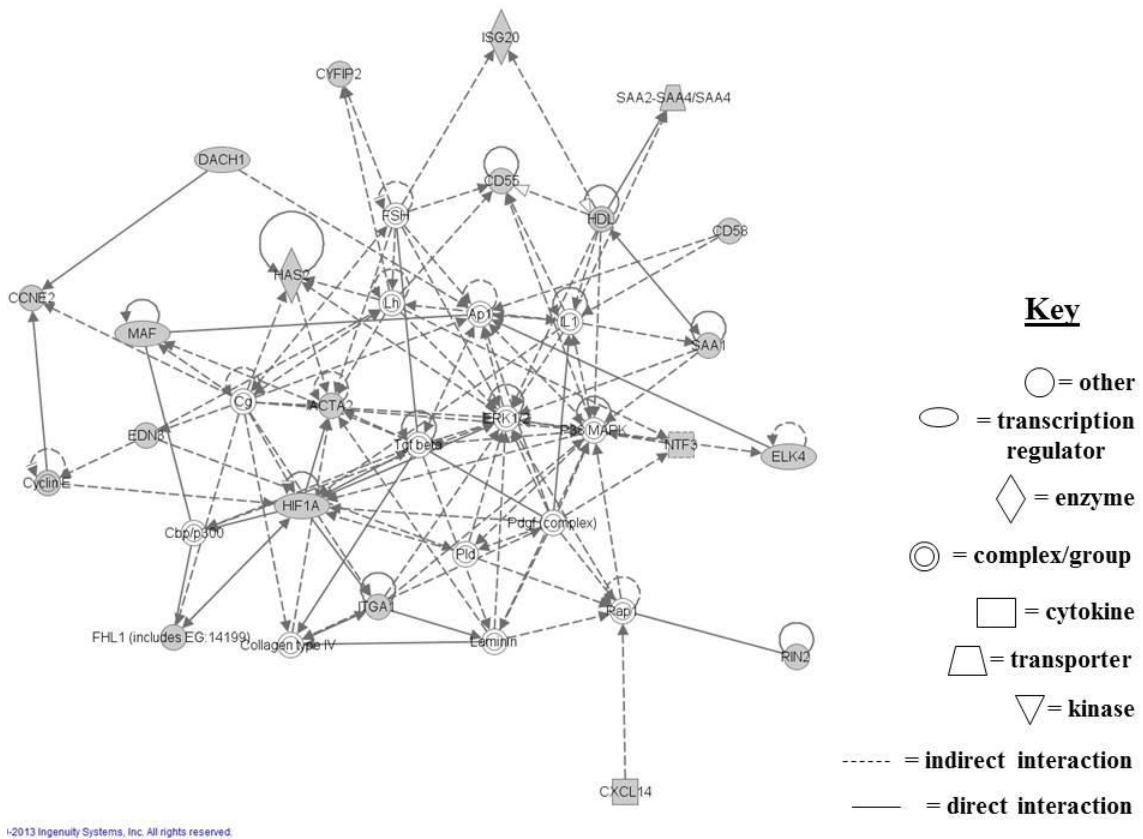 ISG20
CYFIP2
SAA2-SAA4/SAA4
DACH1
CD55
FSH
HDL
CD58
HAS2
CCNE2
Lh
Ap1
IL1
MAF
SAA1
Cg
ACTA2
ERK1/2
P38 MAPK
EDN3
Tgf beta
NTF3
ELK4
Cyclin E
HIF1A
Cbp/p300
Pdgf (complex)
Pld
ITGA1
Rap1
FHL1 (includes EG:14199)
Collagen type IV
Laminin
RIN2
CXCL14
Key
= other
= transcription
regulator
= enzyme
= complex/group
= cytokine
= transporter
= kinase
= indirect interaction
= direct interaction
-2013 Ingenuity Systems, Inc. All rights reserved.